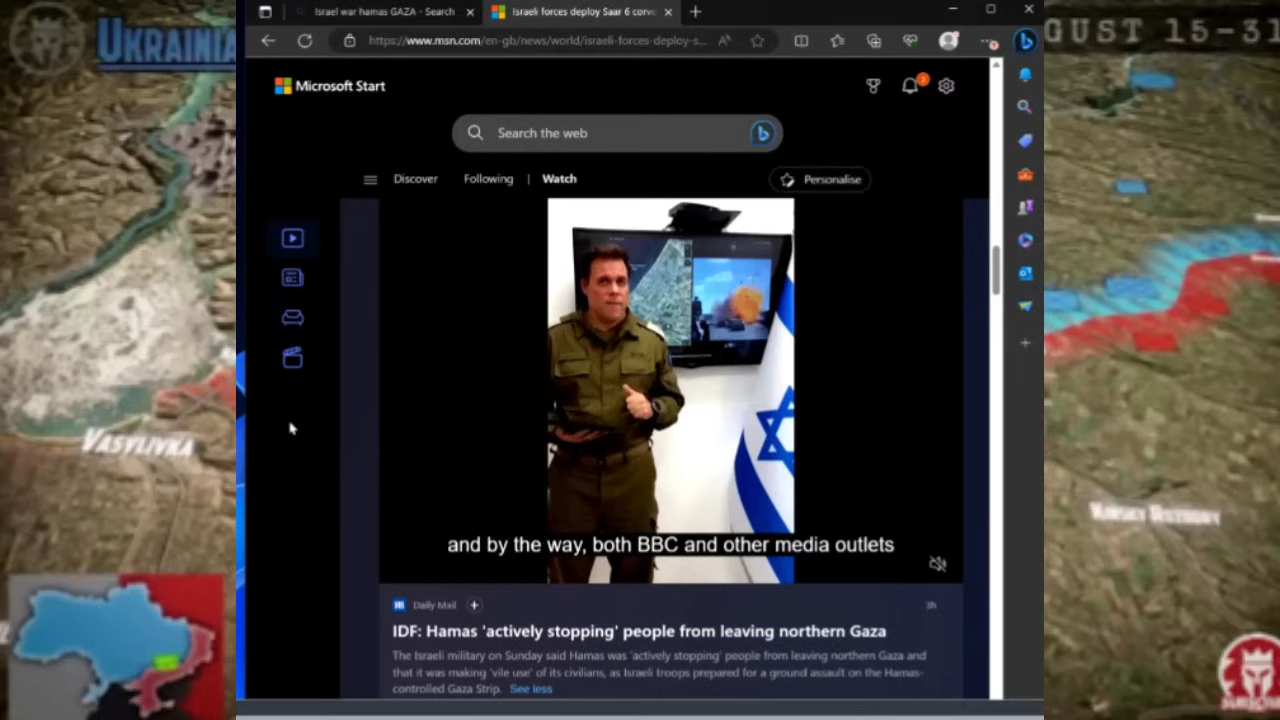 UKRAINIA
GUST 15-31
Israel war hamas GAZA - Search
Israeli forces deploy Saar 6 corve
https://www.msn.com/en-gb/news/world/israeli-forces-deploy-s...
Microsoft Start
2
Search the web
Discover
Following
Watch
Personalise
VASYLIVKA
and by the way, both BBC and other media outlets
Daily Mail
3h
IDF: Hamas 'actively stopping' people from leaving northern Gaza
The Israeli military on Sunday said Hamas was 'actively stopping' people from leaving northern Gaza and
that it was making 'vile use' of its civilians, as Israeli troops prepared for a ground assault on the Hamas-
controlled Gaza Strip. See less